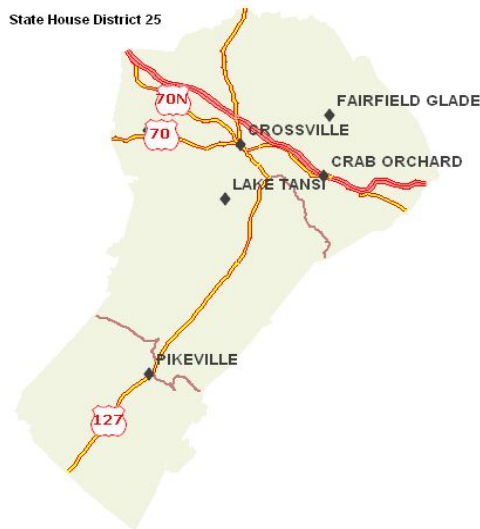 State House District 25
70N
FAIRFIELD GLADE
70
CROSSVILLE
CRAB ORCHARD
LAKE TANSI
PIKEVILLE
127